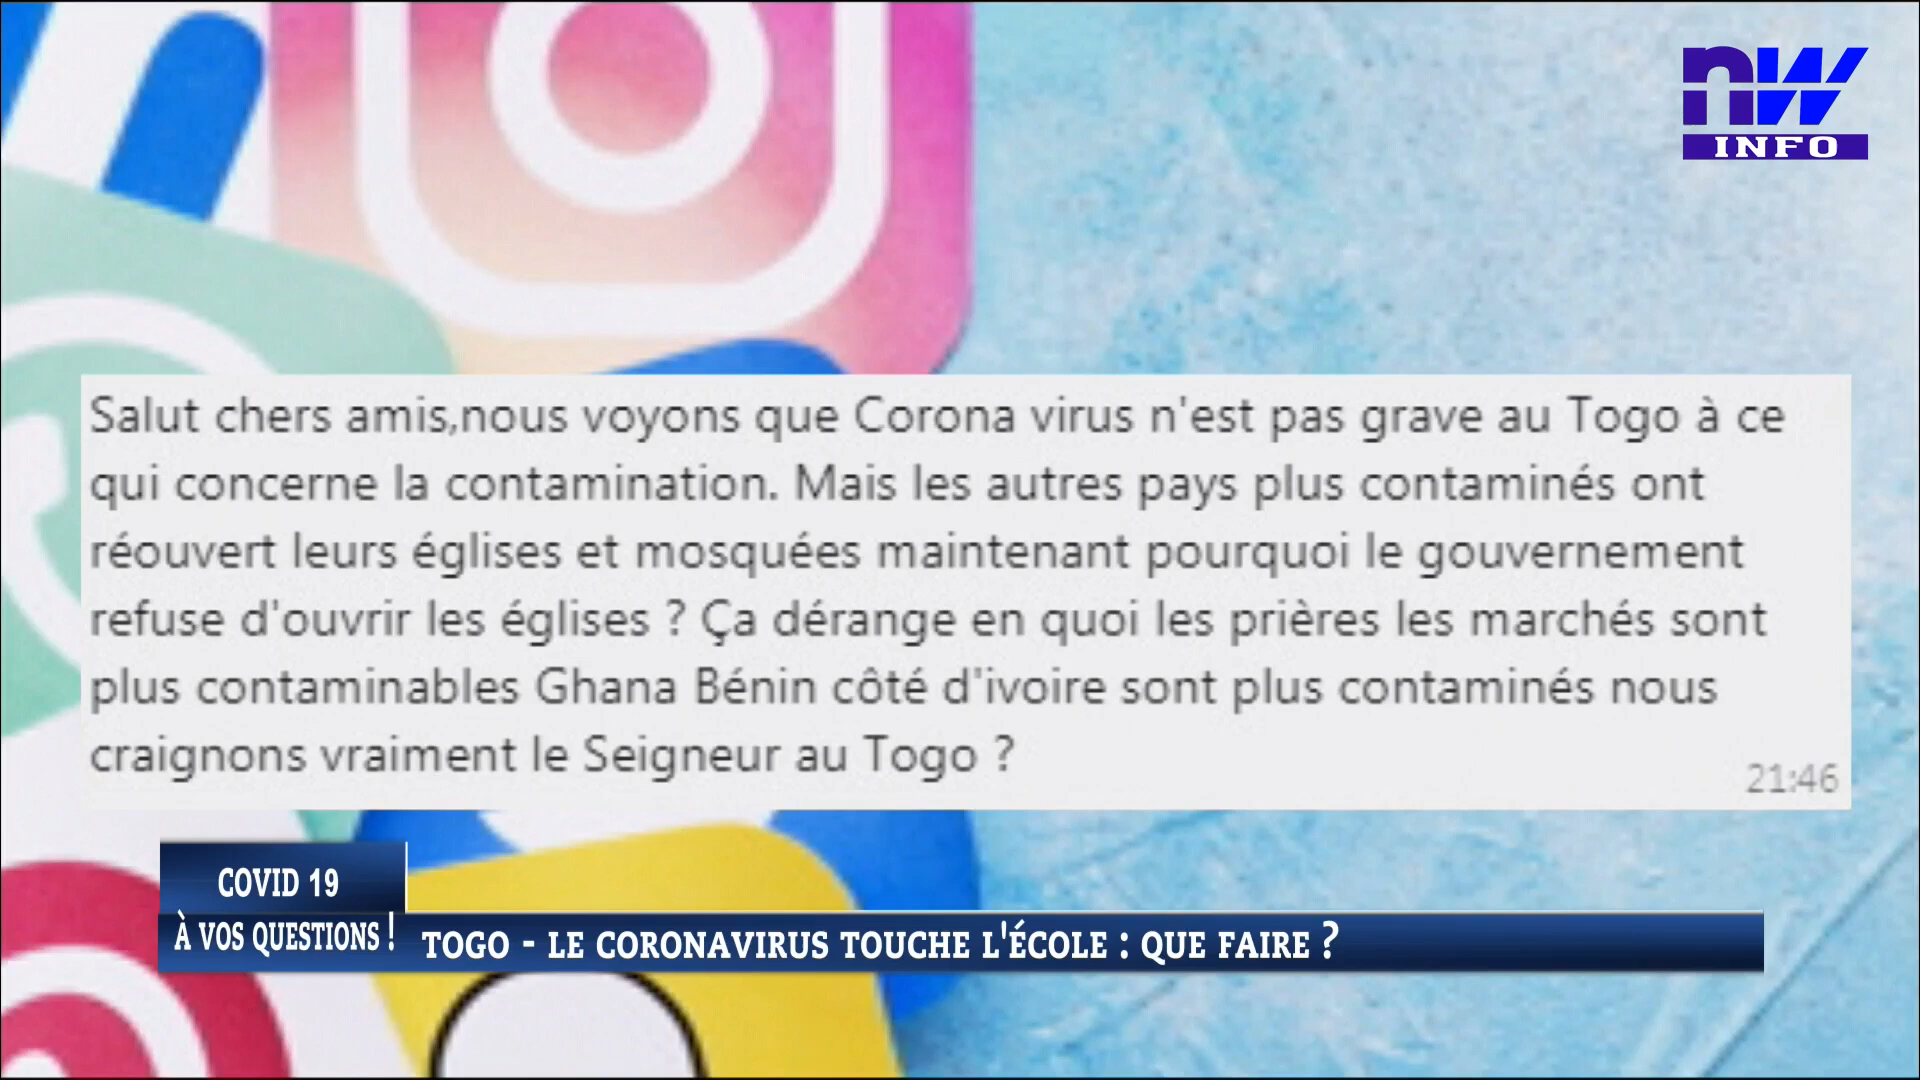 nw
INFO
Salut chers amis,nous voyons que Corona virus n'est pas grave au Togo à ce
qui concerne la contamination. Mais les autres pays plus contaminés ont
réouvert leurs églises et mosquées maintenant pourquoi le gouvernement
refuse d'ouvrir les églises ? Ça dérange en quoi les prières les marchés sont
plus contaminables Ghana Bénin côté d'ivoire sont plus contaminés nous
craignons vraiment le Seigneur au Togo ?
21:46
COVID 19
À VOS QUESTIONS !
TOGO - LE CORONAVIRUS TOUCHE L'ÉCOLE : QUE FAIRE ?